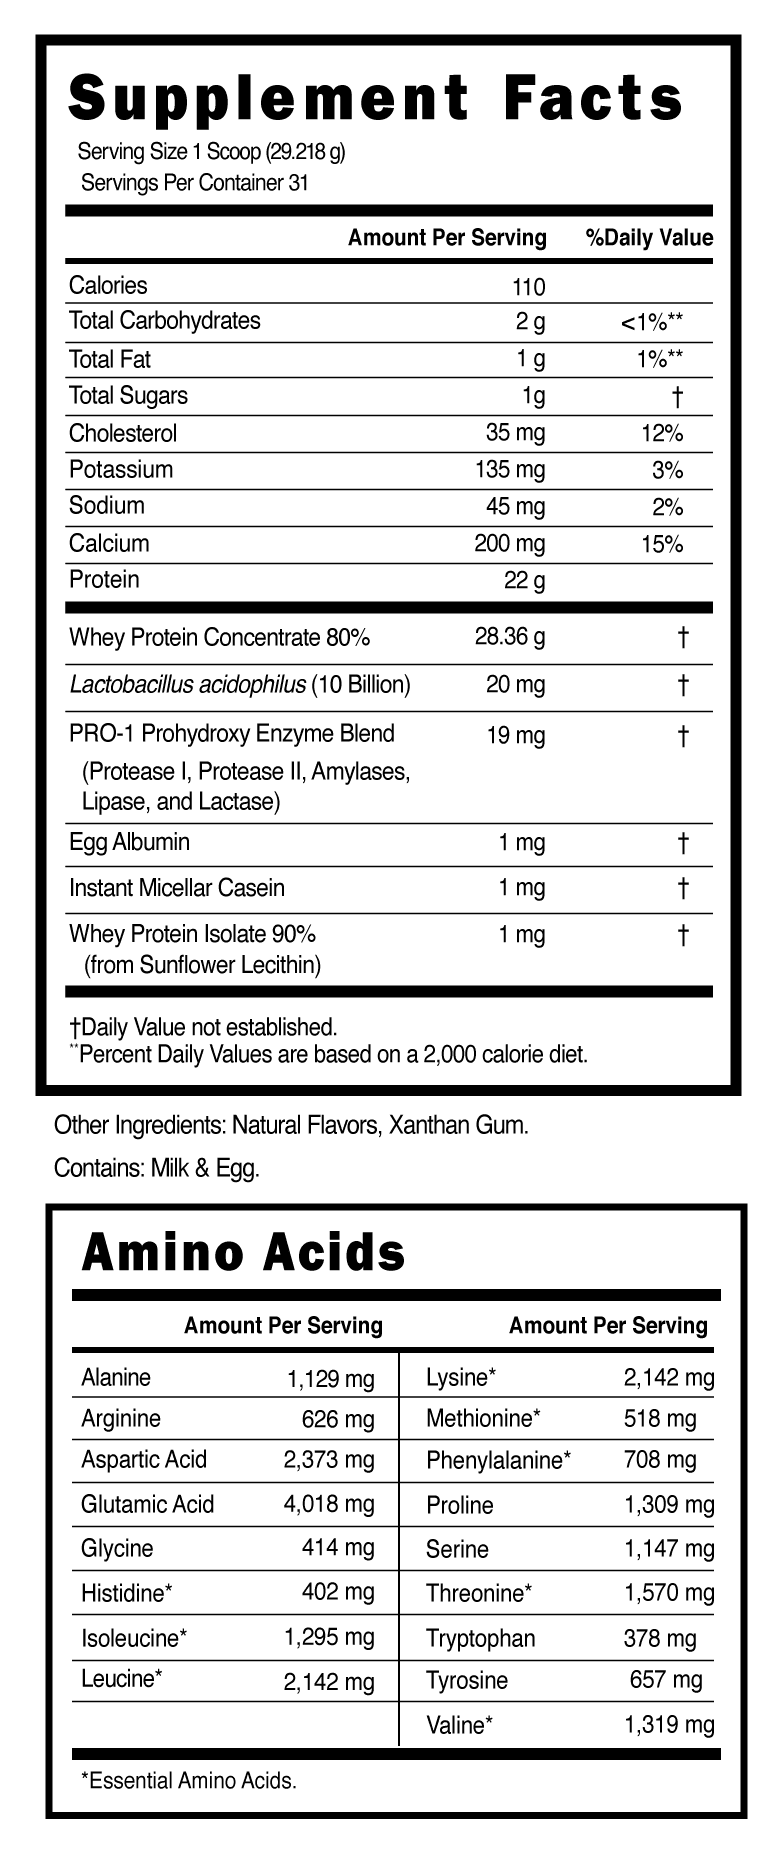 Supplement Facts
Serving Size 1 Scoop (29.218 g)
Servings Per Container 31
Amount Per Serving %Daily Value
Calories 110
Total Carbohydrates 2 g <1%**
Total Fat 1 g 1%**
Total Sugars 1g †
Cholesterol 35 mg 12%
Potassium 135 mg 3%
Sodium 45 mg 2%
Calcium 200 mg 15%
Protein 22 g
Whey Protein Concentrate 80% 28.36 g †
Lactobacillus acidophilus (10 Billion) 20 mg †
PRO-1 Prohydroxy Enzyme Blend 19 mg †
(Protease I, Protease II, Amylases,
Lipase, and Lactase)
Egg Albumin 1 mg †
Instant Micellar Casein 1 mg †
Whey Protein Isolate 90% 1 mg †
(from Sunflower Lecithin)
†Daily Value not established.
**Percent Daily Values are based on a 2,000 calorie diet.
Other Ingredients: Natural Flavors, Xanthan Gum.
Contains: Milk & Egg.
Amino Acids
Amount Per Serving Amount Per Serving
Alanine 1,129 mg Lysine* 2,142 mg
Arginine 626 mg Methionine* 518 mg
Aspartic Acid 2,373 mg Phenylalanine* 708 mg
Glutamic Acid 4,018 mg Proline 1,309 mg
Glycine 414 mg Serine 1,147 mg
Histidine* 402 mg Threonine* 1,570 mg
Isoleucine* 1,295 mg Tryptophan 378 mg
Leucine* 2,142 mg Tyrosine 657 mg
Valine* 1,319 mg
*Essential Amino Acids.